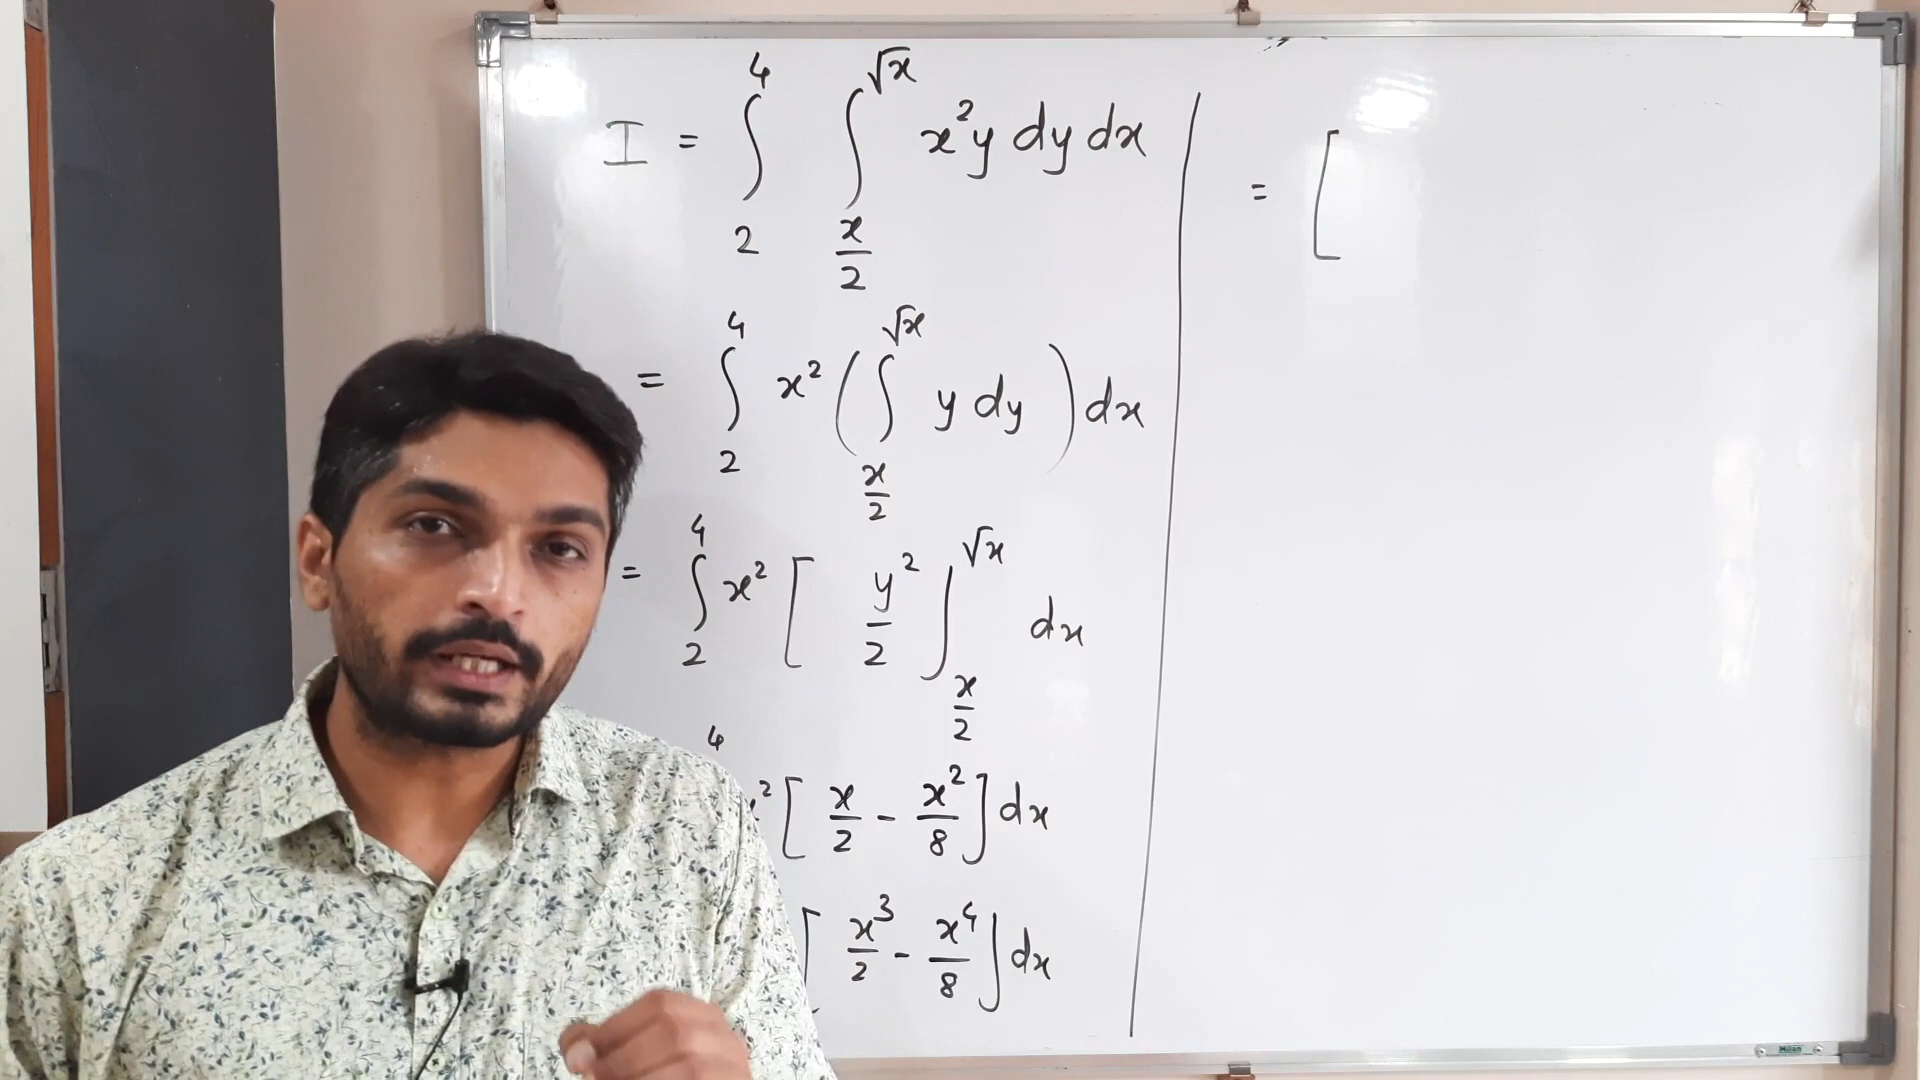 I = ∫₂⁴ ∫_{x/2}^{√x} x²y dy dx
= ∫₂⁴ x² ( ∫_{x/2}^{√x} y dy ) dx
= ∫₂⁴ x² [ y²/2 ]_{x/2}^{√x} dx
4 ² [ x/2 - x²/8 ] dx
[ x³/2 - x⁴/8 ] dx
= [
Milan